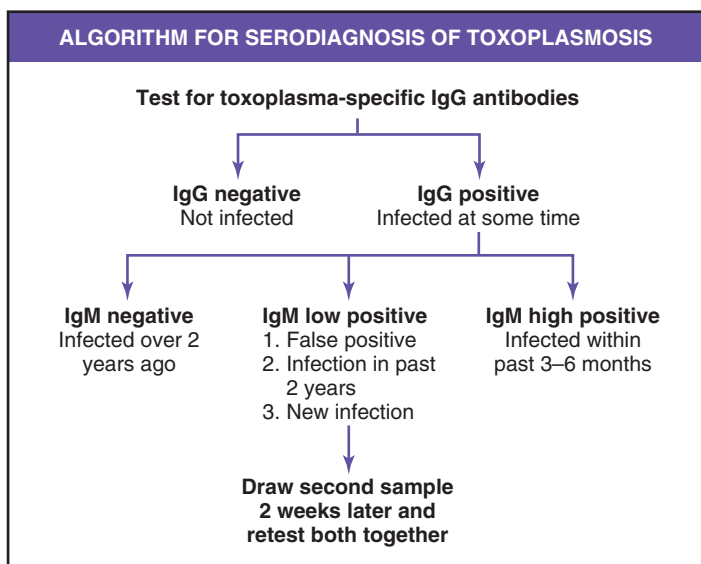 ALGORITHM FOR SERODIAGNOSIS OF TOXOPLASMOSIS
Test for toxoplasma-specific IgG antibodies
IgG negative
Not infected
IgG positive
Infected at some time
IgM negative
Infected over 2
years ago
IgM low positive
1. False positive
2. Infection in past
2 years
3. New infection
IgM high positive
Infected within
past 3–6 months
Draw second sample
2 weeks later and
retest both together